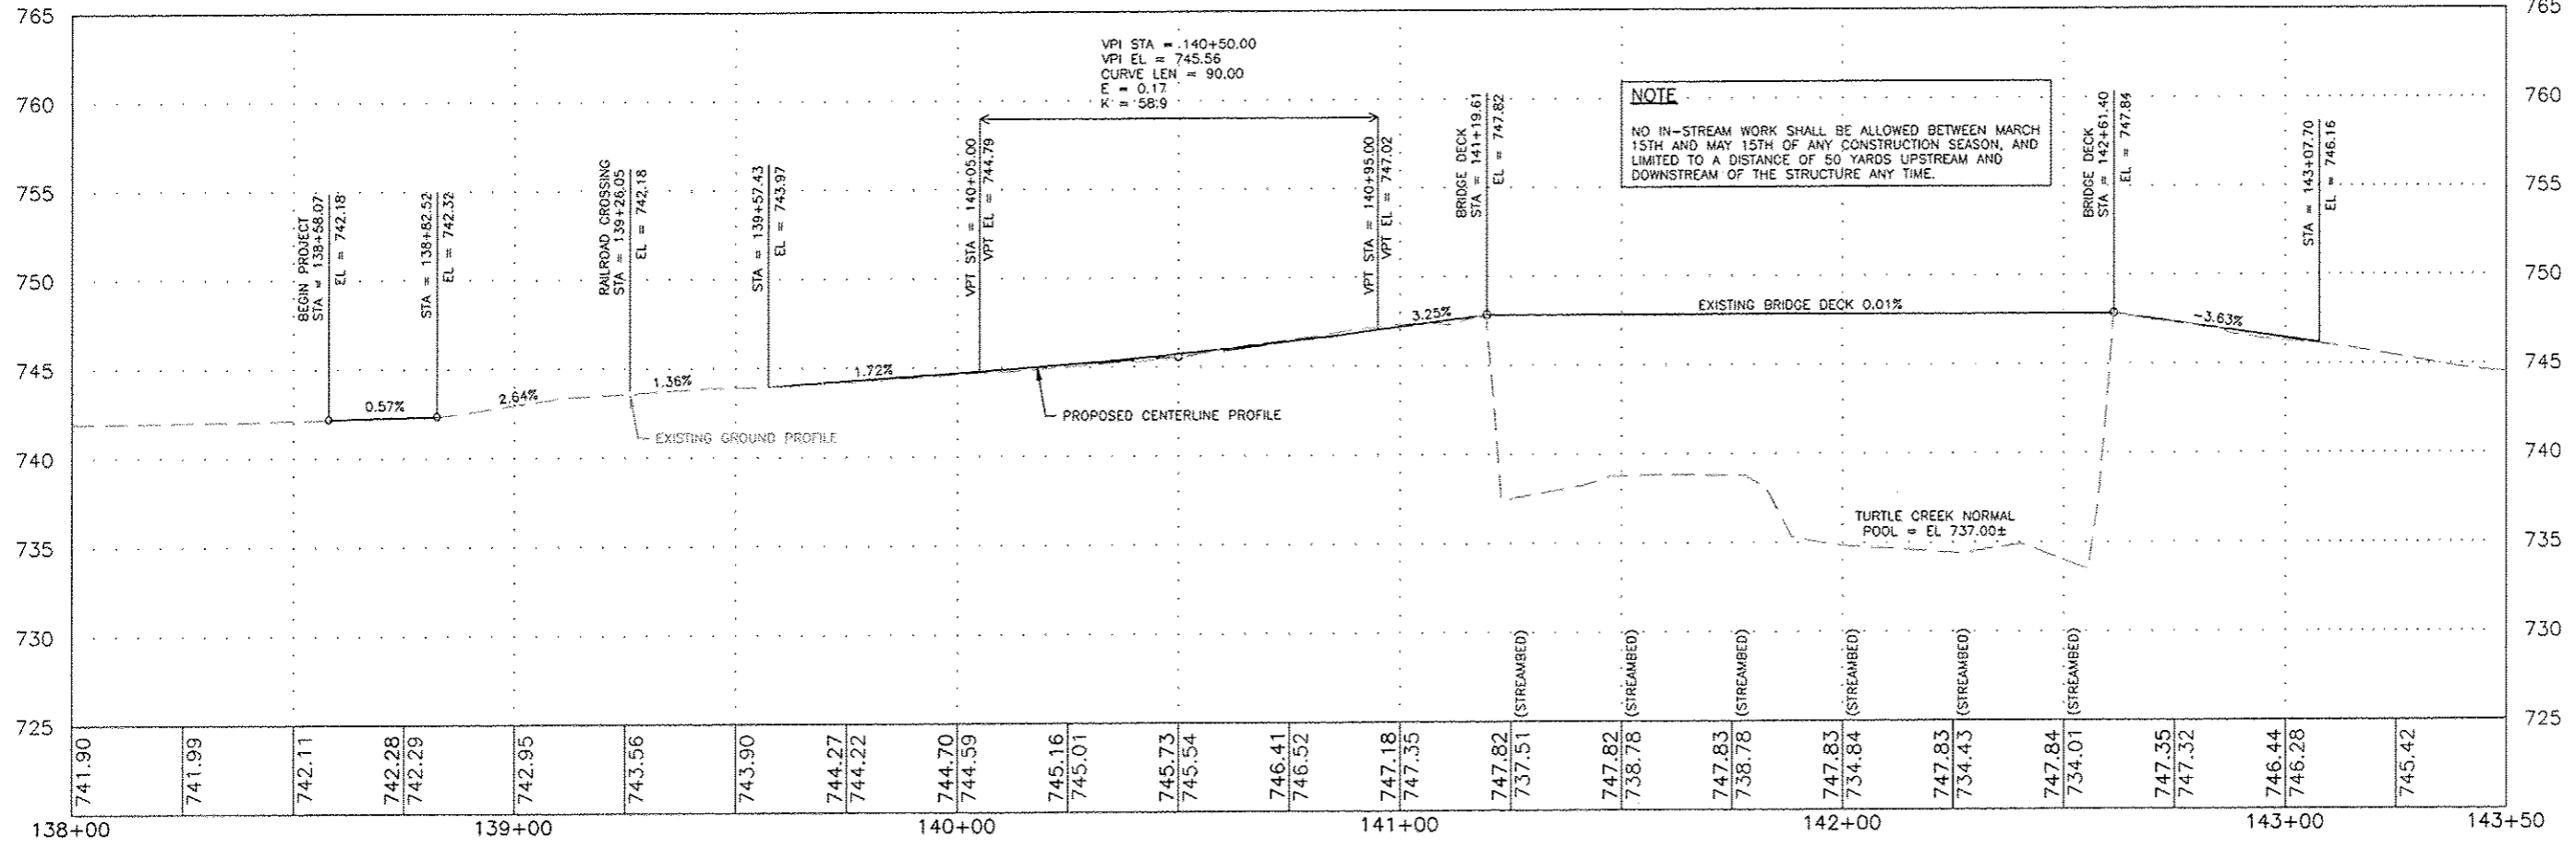 765
760
755
750
745
740
735
730
725
765
760
755
750
745
740
735
730
725
BEGIN PROJECT
STA = 138+58.07
EL = 742.18
STA = 138+82.52
EL = 742.32
RAILROAD CROSSING
STA = 139+26.05
EL = 742.18
STA = 139+57.43
EL = 743.97
VPI STA = 140+50.00
VPI EL = 745.56
CURVE LEN = 90.00
E = 0.17
K = 58.9
VPT STA = 140+05.00
VPT EL = 744.79
VPT STA = 140+95.00
VPT EL = 747.02
BRIDGE DECK
STA = 141+19.61
EL = 747.82
NOTE
NO IN-STREAM WORK SHALL BE ALLOWED BETWEEN MARCH
15TH AND MAY 15TH OF ANY CONSTRUCTION SEASON, AND
LIMITED TO A DISTANCE OF 50 YARDS UPSTREAM AND
DOWNSTREAM OF THE STRUCTURE ANY TIME.
BRIDGE DECK
STA = 142+61.40
EL = 747.84
STA = 143+07.70
EL = 746.16
0.57%
2.64%
1.36%
1.72%
3.25%
EXISTING BRIDGE DECK 0.01%
-3.63%
EXISTING GROUND PROFILE
PROPOSED CENTERLINE PROFILE
TURTLE CREEK NORMAL
POOL = EL 737.00±
(STREAMBED)
(STREAMBED)
(STREAMBED)
(STREAMBED)
(STREAMBED)
(STREAMBED)
741.90
741.99
742.11
742.28
742.29
742.95
743.56
743.90
744.27
744.22
744.70
744.59
745.16
745.01
745.73
745.54
746.41
746.52
747.18
747.35
747.82
737.51
747.82
738.78
747.83
738.78
747.83
734.84
747.83
734.43
747.84
734.01
747.35
747.32
746.44
746.28
745.42
138+00
139+00
140+00
141+00
142+00
143+00
143+50